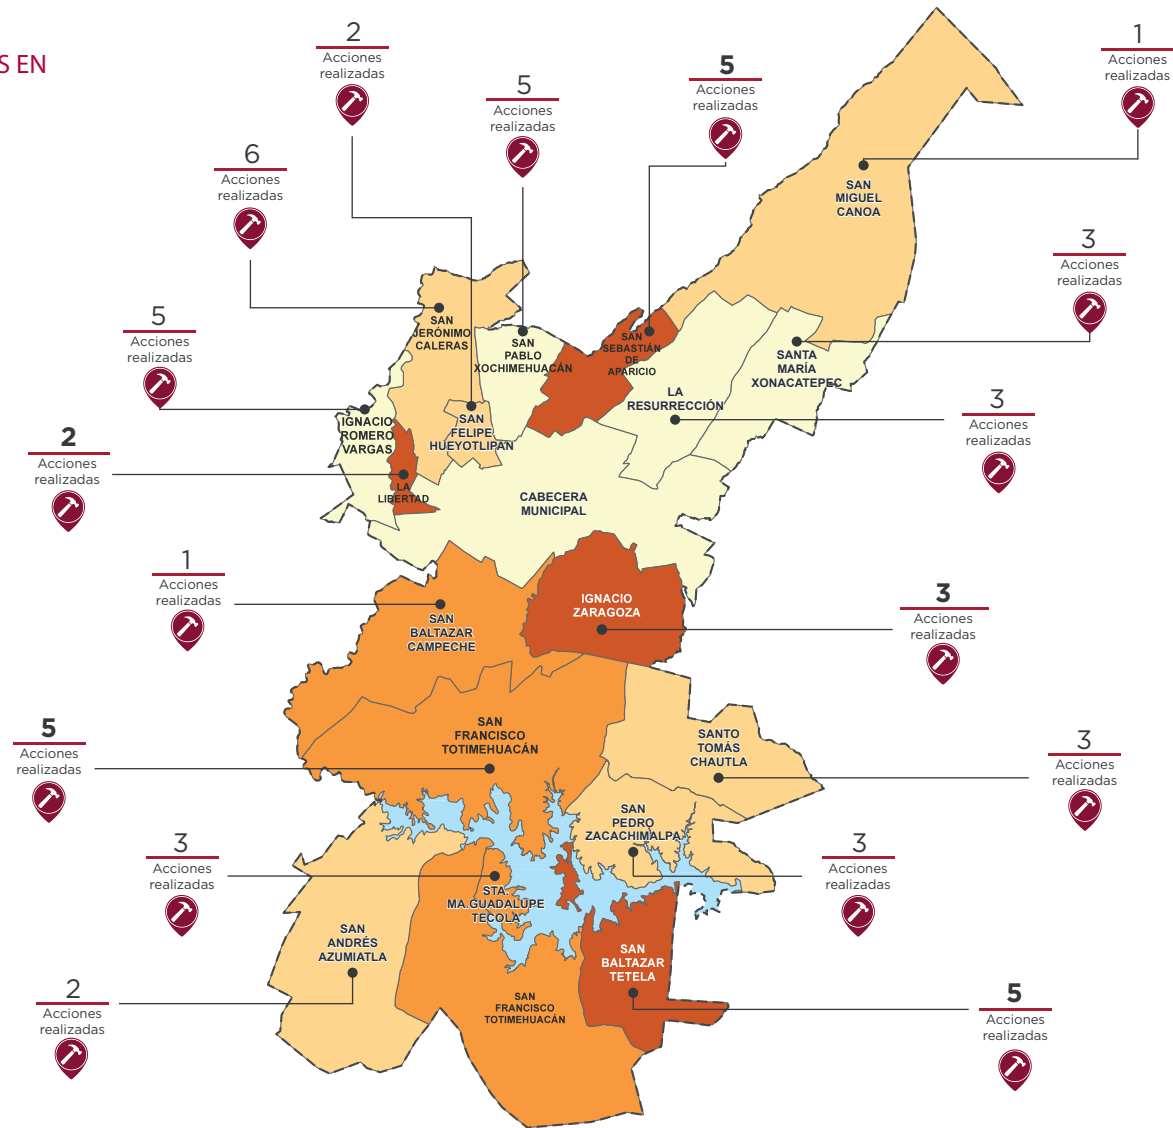 S EN
2
Acciones
realizadas
5
Acciones
realizadas
5
Acciones
realizadas
1
Acciones
realizadas
6
Acciones
realizadas
SAN
MIGUEL
CANOA
3
Acciones
realizadas
5
Acciones
realizadas
SAN
JERÓNIMO
CALERAS
SAN
PABLO
XOCHIMEHUACÁN
SAN
SEBASTIÁN
DE
APARICIO
SANTA
MARÍA
XONACATEPEC
LA
RESURRECCIÓN
3
Acciones
realizadas
IGNACIO
ROMERO
VARGAS
SAN
FELIPE
HUEYOTLIPAN
2
Acciones
realizadas
LA
LIBERTAD
CABECERA
MUNICIPAL
1
Acciones
realizadas
IGNACIO
ZARAGOZA
3
Acciones
realizadas
SAN
BALTAZAR
CAMPECHE
5
Acciones
realizadas
SAN
FRANCISCO
TOTIMEHUACÁN
SANTO
TOMÁS
CHAUTLA
3
Acciones
realizadas
SAN
PEDRO
ZACACHIMALPA
3
Acciones
realizadas
3
Acciones
realizadas
STA.
MA.GUADALUPE
TECOLA
SAN
ANDRÉS
AZUMIATLA
SAN
BALTAZAR
TETELA
2
Acciones
realizadas
SAN
FRANCISCO
TOTIMEHUACÁN
5
Acciones
realizadas